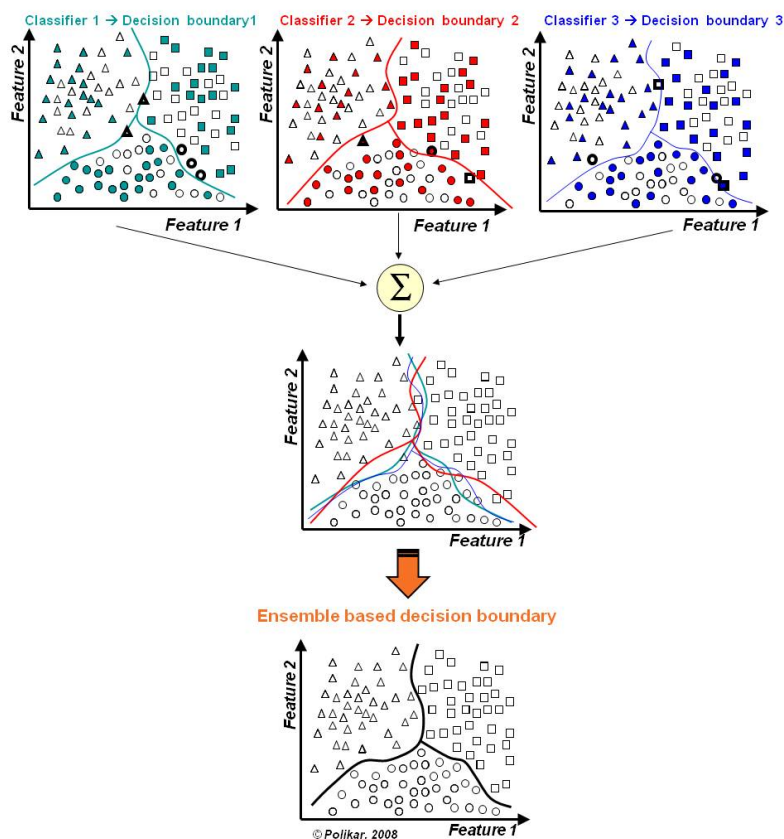 Classifier 1 → Decision boundary1
Classifier 2 → Decision boundary 2
Classifier 3 → Decision boundary 3
Feature 2
Feature 1
Feature 2
Feature 1
Feature 2
Feature 1
Σ
Feature 2
Feature 1
Ensemble based decision boundary
Feature 2
Feature 1
© Polikar, 2008